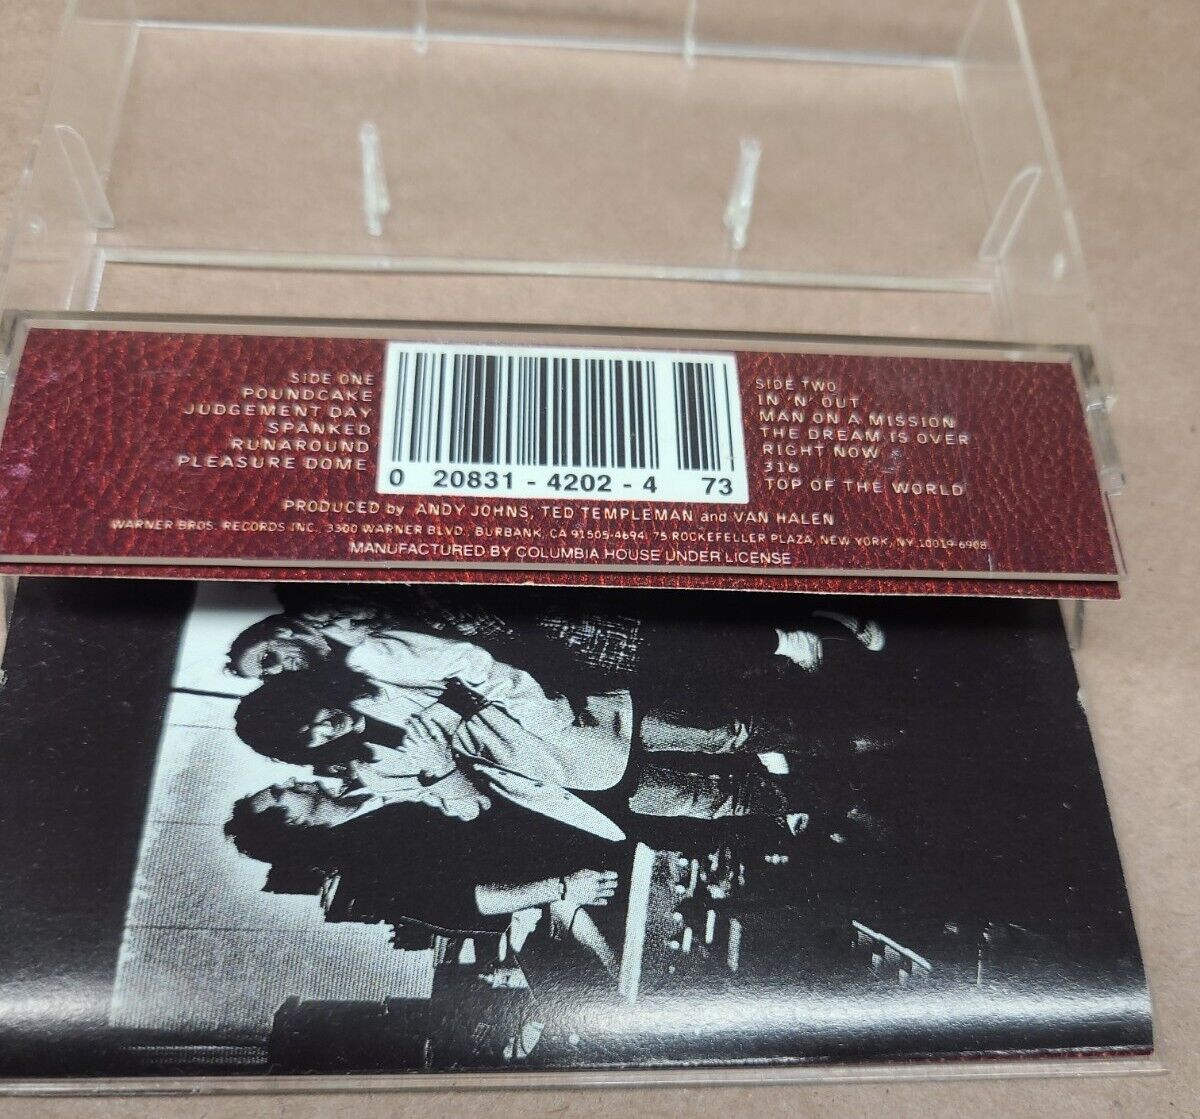 SIDE ONE
POUNDCAKE
JUDGEMENT DAY
SPANKED
RUNAROUND
PLEASURE DOME
0 20831 - 4202 - 4 73
SIDE TWO
IN 'N' OUT
MAN ON A MISSION
THE DREAM IS OVER
RIGHT NOW
316
TOP OF THE WORLD
PRODUCED by ANDY JOHNS, TED TEMPLEMAN and VAN HALEN
WARNER BROS. RECORDS INC., 3300 WARNER BLVD., BURBANK, CA 91505-4694. 75 ROCKEFELLER PLAZA, NEW YORK, NY. 10019-6908.
MANUFACTURED BY COLUMBIA HOUSE UNDER LICENSE